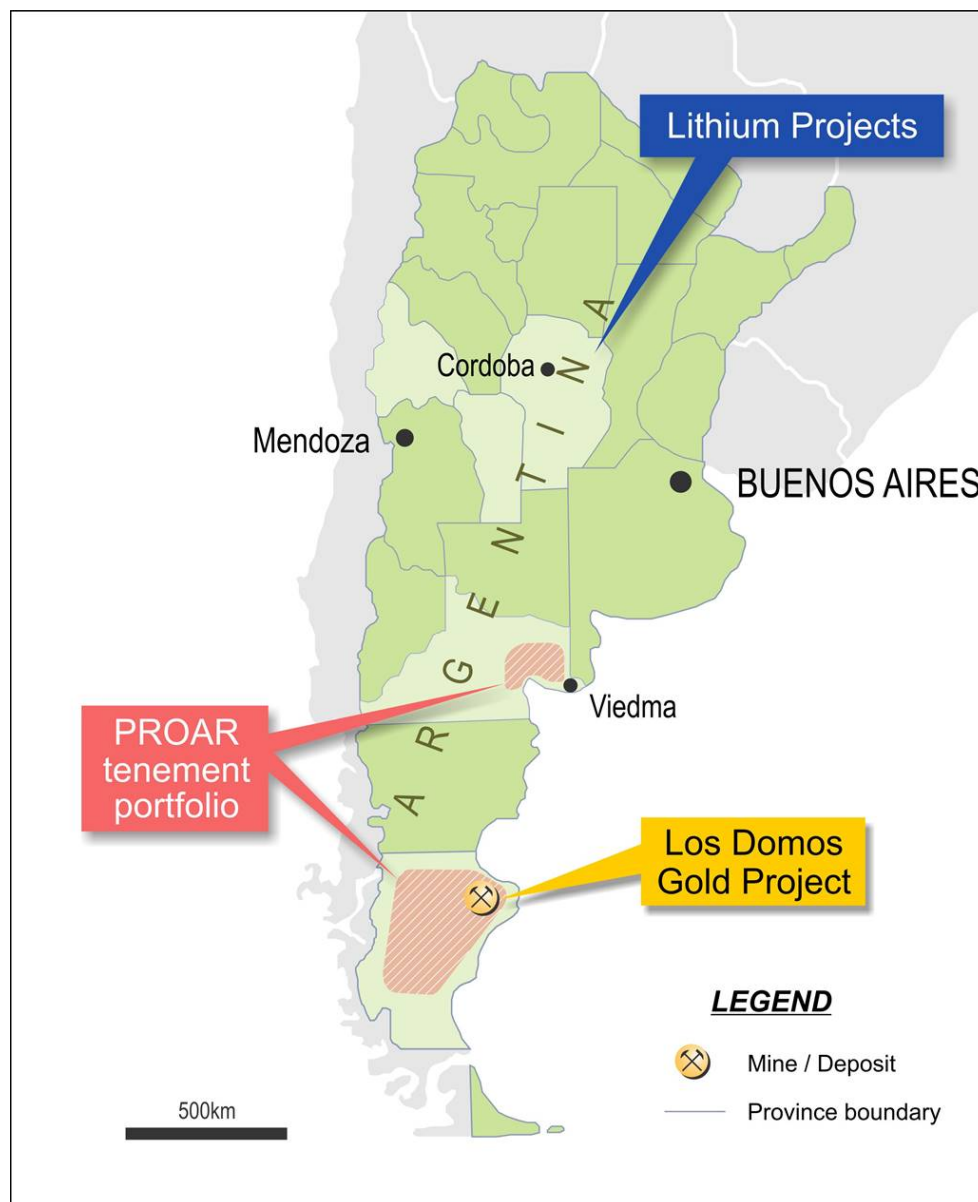 Lithium Projects
Cordoba
Mendoza
BUENOS AIRES
ARGENTINA
Viedma
PROAR
tenement
portfolio
Los Domos
Gold Project
LEGEND
Mine / Deposit
Province boundary
500km